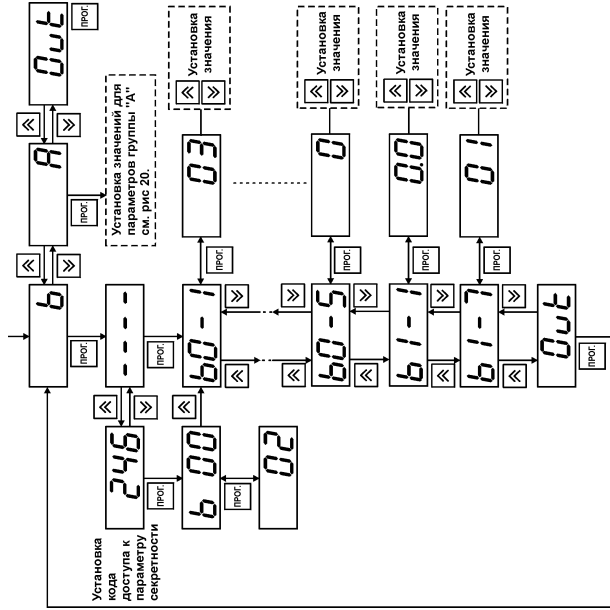 b
A
Out
ПРОГ.
ПРОГ.
ПРОГ.
Установка
кода
доступа к
параметру
секретности
246
----
Установка значений для
параметров группы "А"
см. рис 20.
ПРОГ.
ПРОГ.
b 00
b0-1
ПРОГ.
03
Установка
значения
ПРОГ.
02
b0-5
ПРОГ.
0
Установка
значения
b1-1
ПРОГ.
0.0
Установка
значения
b1-7
ПРОГ.
01
Установка
значения
Out
ПРОГ.